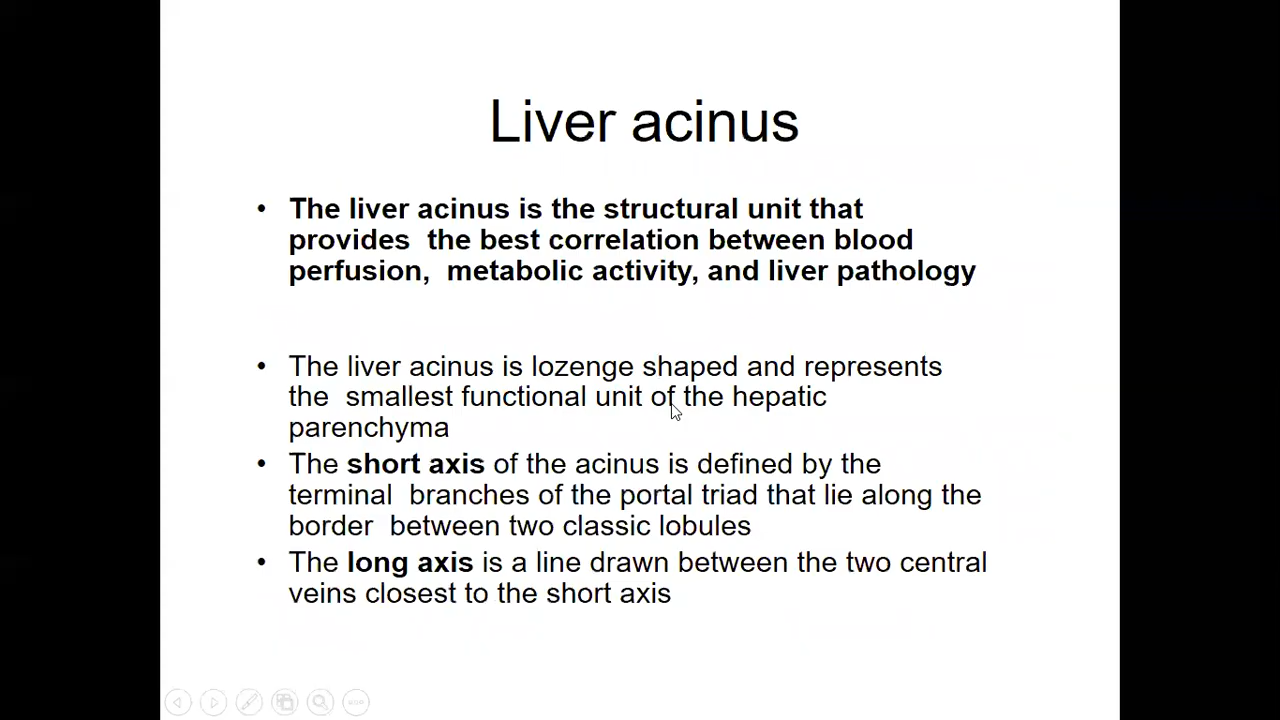 Liver acinus
• The liver acinus is the structural unit that
provides  the best correlation between blood
perfusion,  metabolic activity, and liver pathology
• The liver acinus is lozenge shaped and represents
the  smallest functional unit of the hepatic
parenchyma
• The short axis of the acinus is defined by the
terminal  branches of the portal triad that lie along the
border  between two classic lobules
• The long axis is a line drawn between the two central
veins closest to the short axis